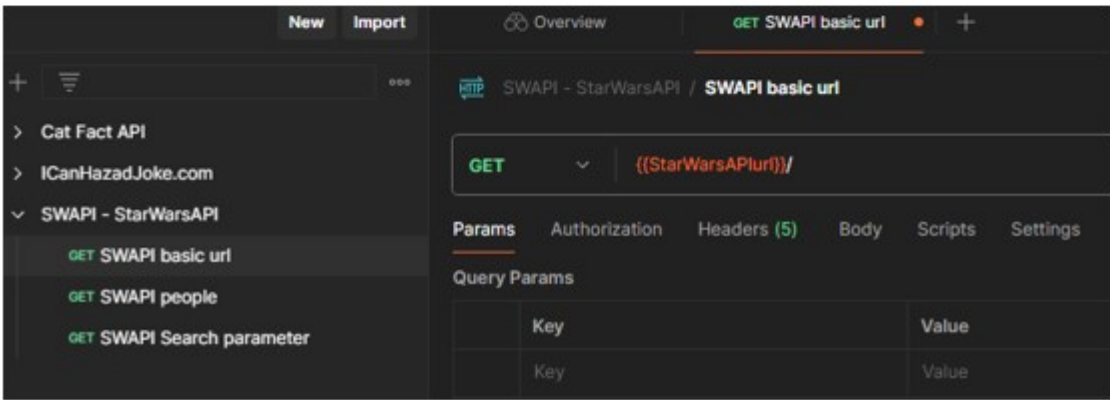 New Import
Overview
GET SWAPI basic url
SWAPI - StarWarsAPI / SWAPI basic url
Cat Fact API
ICanHazadJoke.com
SWAPI - StarWarsAPI
GET SWAPI basic url
GET SWAPI people
GET SWAPI Search parameter
HTTP
GET {{StarWarsAPIurl}}/
Params Authorization Headers (5) Body Scripts Settings
Query Params
Key Value
Key Value